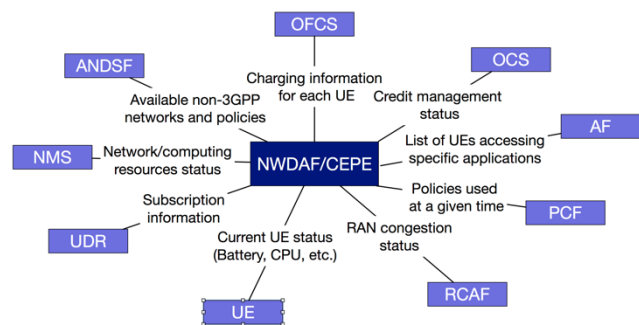 OFCS
ANDSF
OCS
Charging information
for each UE
Available non-3GPP
networks and policies
Credit management
status
AF
List of UEs accessing
specific applications
NMS
Network/computing
resources status
NWDAF/CEPE
Subscription
information
Policies used
at a given time
PCF
UDR
Current UE status
(Battery, CPU, etc.)
RAN congestion
status
RCAF
UE